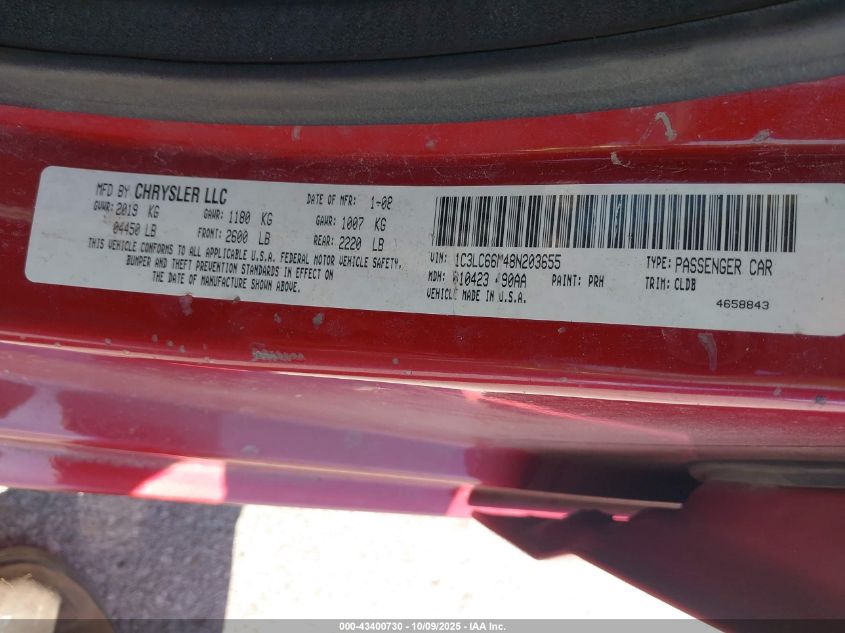 MFD BY CHRYSLER LLC DATE OF MFR: 1-08
GVWR: 2019 KG GAWR: 1180 KG GAWR: 1007 KG
04450 LB FRONT: 2600 LB REAR: 2220 LB
THIS VEHICLE CONFORMS TO ALL APPLICABLE U.S.A. FEDERAL MOTOR VEHICLE SAFETY,
BUMPER AND THEFT PREVENTION STANDARDS IN EFFECT ON
THE DATE OF MANUFACTURE SHOWN ABOVE.
VIN: 1C3LC66M48N203655 TYPE: PASSENGER CAR
MDH: 010423 90AA PAINT: PRH TRIM: CLDB
VEHICLE MADE IN U.S.A. 4658843
000-43400730 - 10/09/2025 - IAA Inc.